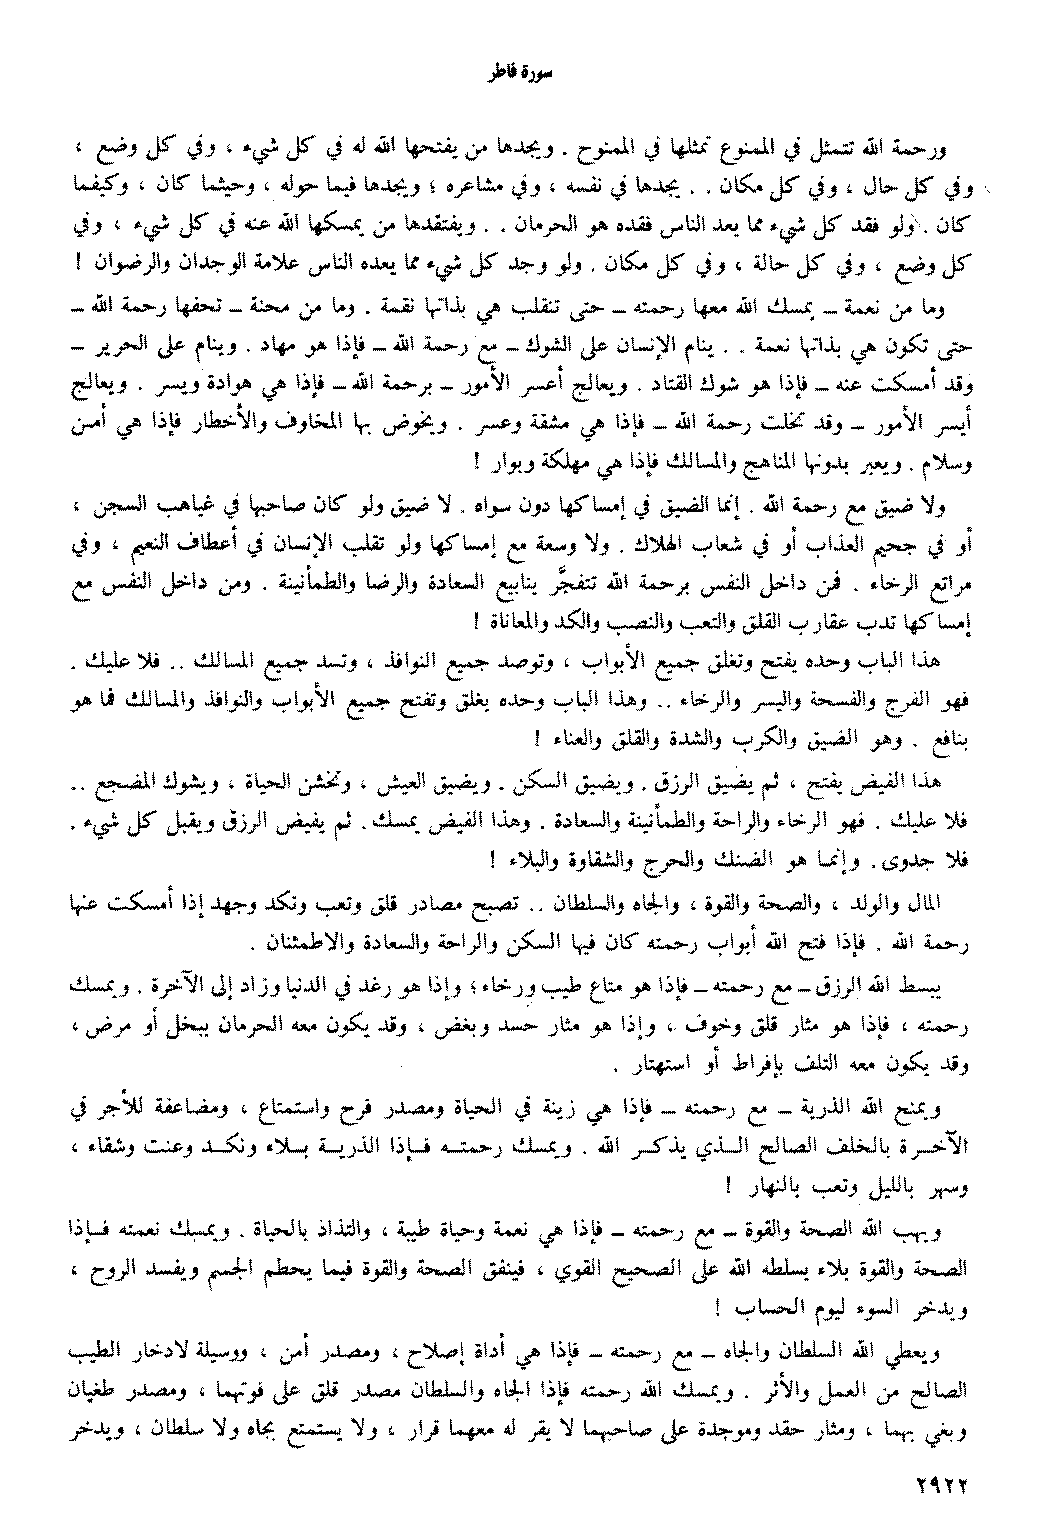 سورة فاطر
ورحمة الله تتمثل في الممنوع تمثلها في الممنوح . ويجدها من يفتحها الله له في كل شيء ، وفي كل وضع ،
وفي كل حال ، وفي كل مكان . . يجدها في نفسه ، وفي مشاعره ؛ ويجدها فيما حوله ، وحيثما كان ، وكيفما
كان . ولو فقد كل شيء مما يعد الناس فقده هو الحرمان . . ويفتقدها من يمسكها الله عنه في كل شيء ، وفي
كل وضع ، وفي كل حالة ، وفي كل مكان . ولو وجد كل شيء مما يعده الناس علامة الوجدان والرضوان !
وما من نعمة – يمسك الله معها رحمته – حتى تنقلب هي بذاتها نقمة . وما من محنة – تحفها رحمة الله –
حتى تكون هي بذاتها نعمة . . ينام الإنسان على الشوك – مع رحمة الله – فإذا هو مهاد . وينام على الحرير –
وقد أمسكت عنه – فإذا هو شوك القتاد . ويعالج أعسر الأمور – برحمة الله – فإذا هي هوادة ويسر . ويعالج
أيسر الأمور – وقد تخلت رحمة الله – فإذا هي مشقة وعسر . ويخوض بها المخاوف والأخطار فإذا هي أمن
وسلام . ويعبر بدونها المناهج والمسالك فإذا هي مهلكة وبوار !
ولا ضيق مع رحمة الله . إنما الضيق في إمساكها دون سواه . لا ضيق ولو كان صاحبها في غياهب السجن ،
أو في جحيم العذاب أو في شعاب الهلاك . ولا وسعة مع إمساكها ولو تقلب الإنسان في أعطاف النعيم ، وفي
مراتع الرخاء . فمن داخل النفس برحمة الله تتفجَّر ينابيع السعادة والرضا والطمأنينة . ومن داخل النفس مع
إمساكها تدب عقارب القلق والتعب والنصب والكد والمعاناة !
هذا الباب وحده يفتح وتغلق جميع الأبواب ، وتوصد جميع النوافذ ، وتسد جميع المسالك .. فلا عليك .
فهو الفرج والفسحة واليسر والرخاء .. وهذا الباب وحده يغلق وتفتح جميع الأبواب والنوافذ والمسالك فما هو
بنافع . وهو الضيق والكرب والشدة والقلق والعناء !
هذا الفيض يفتح ، ثم يضيق الرزق . ويضيق السكن . ويضيق العيش ، وتخشن الحياة ، ويشوك المضجع ..
فلا عليك . فهو الرخاء والراحة والطمأنينة والسعادة . وهذا الفيض يمسك . ثم يفيض الرزق ويقبل كل شيء .
فلا جدوى . وإنما هو الضنك والحرج والشقاوة والبلاء !
المال والولد ، والصحة والقوة ، والجاه والسلطان .. تصبح مصادر قلق وتعب ونكد وجهد إذا أمسكت عنها
رحمة الله . فإذا فتح الله أبواب رحمته كان فيها السكن والراحة والسعادة والاطمئنان .
يبسط الله الرزق – مع رحمته – فإذا هو متاع طيب ورخاء ؛ وإذا هو رغد في الدنيا وزاد إلى الآخرة . ويمسك
رحمته ، فإذا هو مثار قلق وخوف ، وإذا هو مثار حسد وبغض ، وقد يكون معه الحرمان ببخل أو مرض ،
وقد يكون معه التلف بإفراط أو استهتار .
ويمنح الله الذرية – مع رحمته – فإذا هي زينة في الحياة ومصدر فرح واستمتاع ، ومضاعفة للأجر في
الآخرة بالخلف الصالح الذي يذكر الله . ويمسك رحمته فإذا الذرية بلاء ونكد وعنت وشقاء ،
وسهر بالليل وتعب بالنهار !
ويهب الله الصحة والقوة – مع رحمته – فإذا هي نعمة وحياة طيبة ، والتذاذ بالحياة . ويمسك نعمته فإذا
الصحة والقوة بلاء يسلطه الله على الصحيح القوي ، فينفق الصحة والقوة فيما يحطم الجسم ويفسد الروح ،
ويدخر السوء ليوم الحساب !
ويعطي الله السلطان والجاه – مع رحمته – فإذا هي أداة إصلاح ، ومصدر أمن ، ووسيلة لادخار الطيب
الصالح من العمل والأثر . ويمسك الله رحمته فإذا الجاه والسلطان مصدر قلق على فوتهما ، ومصدر طغيان
وبغي بهما ، ومثار حقد وموجدة على صاحبهما لا يقر له معهما قرار ، ولا يستمتع بجاه ولا سلطان ، ويدخر
٢٩٢٢